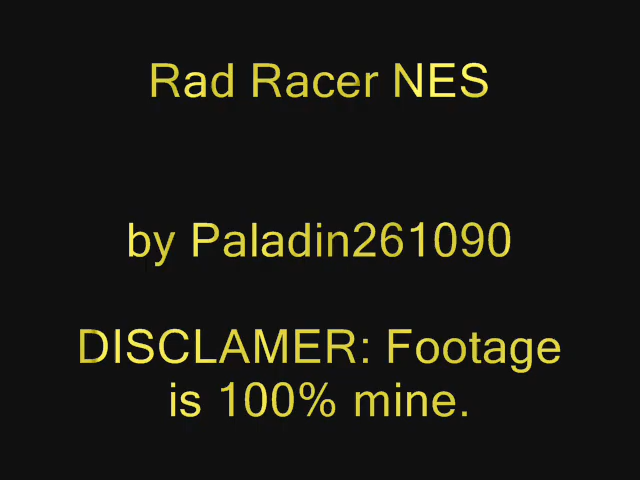 Rad Racer NES
by Paladin261090
DISCLAMER: Footage
is 100% mine.